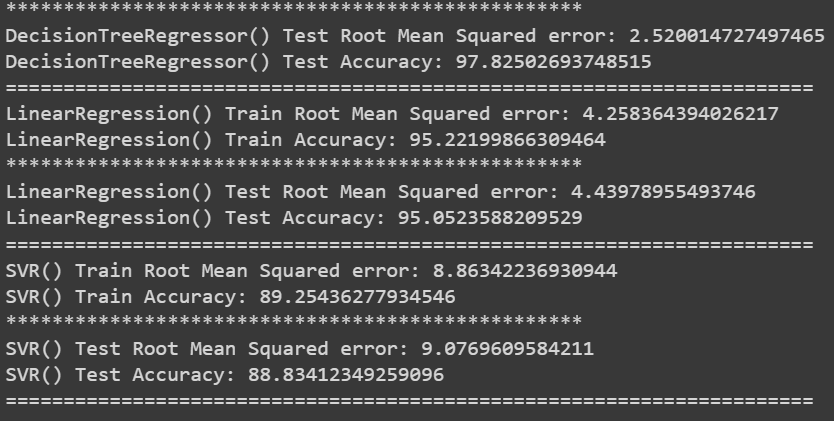 **************************************************
DecisionTreeRegressor() Test Root Mean Squared error: 2.520014727497465
DecisionTreeRegressor() Test Accuracy: 97.82502693748515
======================================================================
LinearRegression() Train Root Mean Squared error: 4.258364394026217
LinearRegression() Train Accuracy: 95.22199866309464
**************************************************
LinearRegression() Test Root Mean Squared error: 4.43978955493746
LinearRegression() Test Accuracy: 95.0523588209529
======================================================================
SVR() Train Root Mean Squared error: 8.86342236930944
SVR() Train Accuracy: 89.25436277934546
**************************************************
SVR() Test Root Mean Squared error: 9.0769609584211
SVR() Test Accuracy: 88.83412349259096
======================================================================